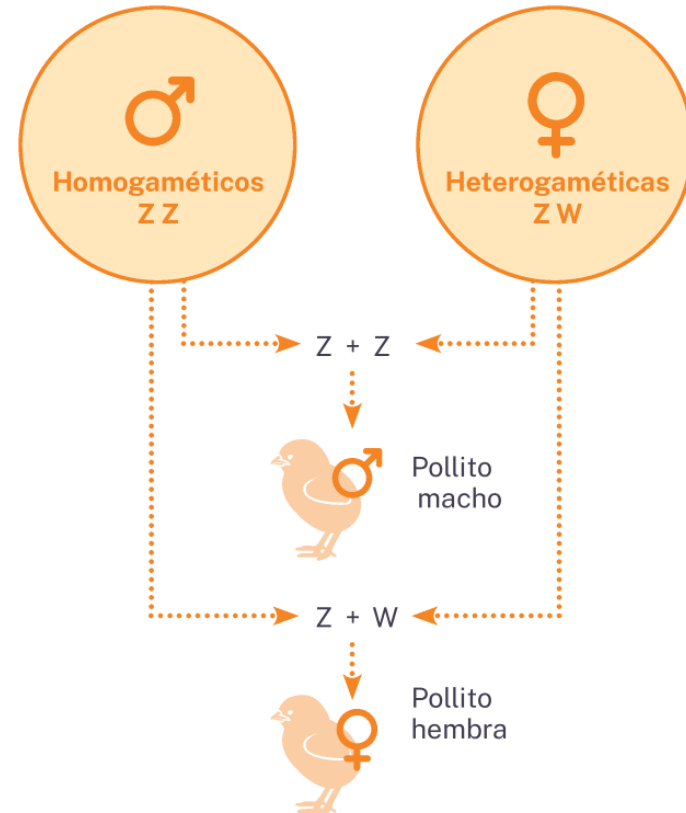 Homogaméticos
Z Z
Heterogaméticas
Z W
Z + Z
Pollito
macho
Z + W
Pollito
hembra